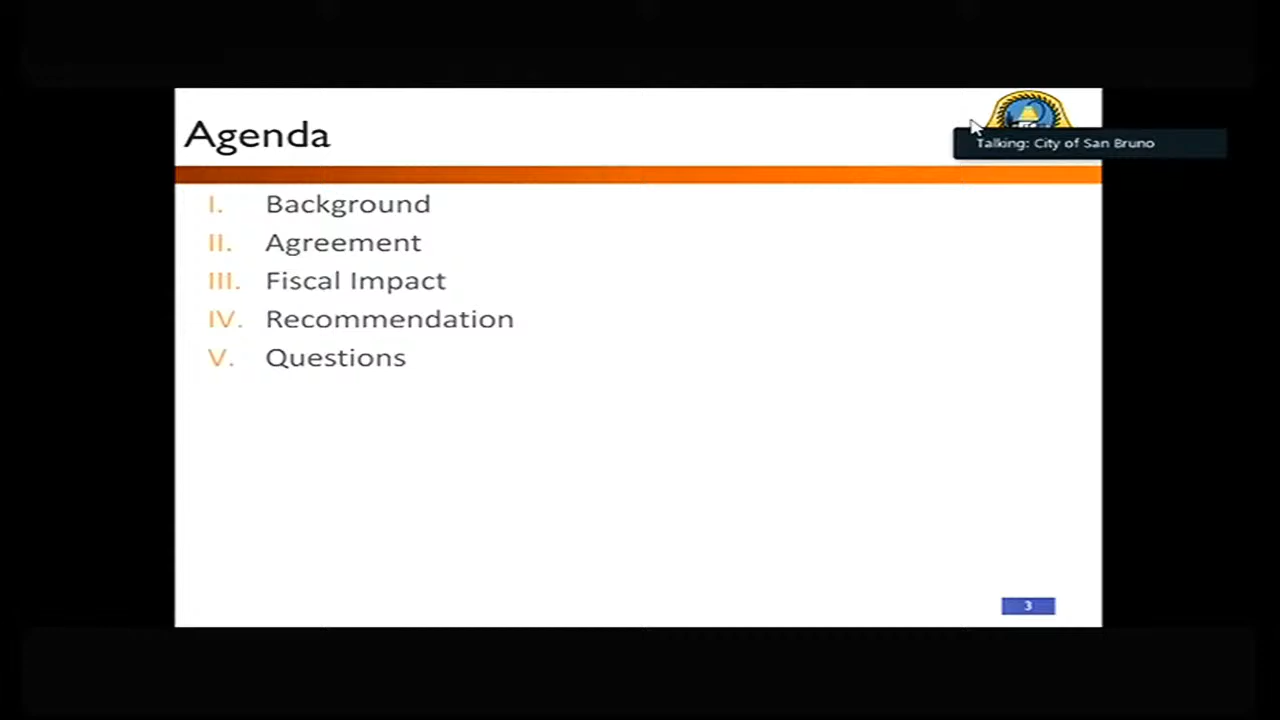 Agenda
Talking: City of San Bruno
I. Background
II. Agreement
III. Fiscal Impact
IV. Recommendation
V. Questions
3